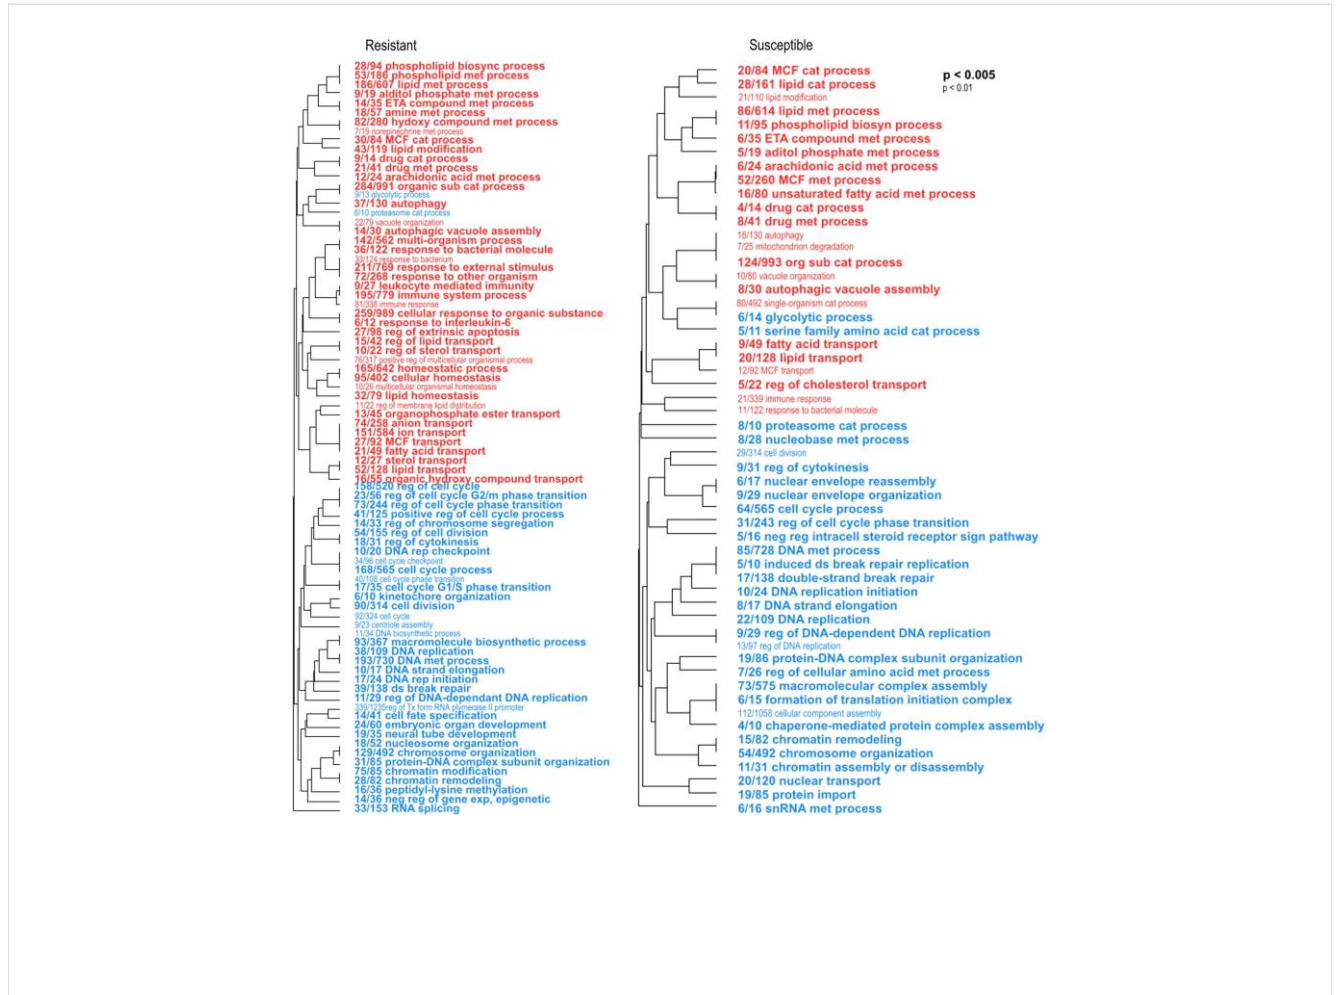 Resistant
28/94 phospholipid biosync process
53/186 phospholipid met process
186/607 lipid met process
9/19 alditol phosphate met process
14/35 ETA compound met process
18/57 amine met process
82/280 hydoxy compound met process
7/19 norepinephrine met process
30/84 MCF cat process
43/119 lipid modification
9/14 drug cat process
21/41 drug met process
12/24 arachidonic acid met process
284/991 organic sub cat process
9/13 glycolytic process
37/130 autophagy
6/10 proteasome cat process
22/79 vacuole organization
14/30 autophagic vacuole assembly
142/562 multi-organism process
36/122 response to bacterial molecule
33/124 response to bacterium
211/769 response to external stimulus
72/268 response to other organism
9/27 leukocyte mediated immunity
195/779 immune system process
81/338 immune response
259/989 cellular response to organic substance
6/12 response to interleukin-6
27/98 reg of extrinsic apoptosis
15/42 reg of lipid transport
10/22 reg of sterol transport
76/317 positive reg of multicellular organismal process
165/642 homeostatic process
95/402 cellular homeostasis
10/26 multicellular organismal homeostasis
32/79 lipid homeostasis
11/22 reg of membrane lipid distribution
13/45 organophosphate ester transport
74/258 anion transport
151/584 ion transport
27/92 MCF transport
21/49 fatty acid transport
12/27 sterol transport
52/128 lipid transport
16/55 organic hydroxy compound transport
158/520 reg of cell cycle
23/56 reg of cell cycle G2/m phase transition
73/244 reg of cell cycle phase transition
41/125 positive reg of cell cycle process
14/33 reg of chromosome segregation
54/155 reg of cell division
18/31 reg of cytokinesis
10/20 DNA rep checkpoint
34/96 cell cycle checkpoint
168/565 cell cycle process
40/108 cell cycle phase transition
17/35 cell cycle G1/S phase transition
6/10 kinetochore organization
90/314 cell division
92/324 cell cycle
9/23 centriole assembly
11/34 DNA biosynthetic process
93/367 macromolecule biosynthetic process
38/109 DNA replication
193/730 DNA met process
10/17 DNA strand elongation
17/24 DNA rep initiation
39/138 ds break repair
11/29 reg of DNA-dependant DNA replication
339/1235reg of Tx form RNA plymerase II promoter
14/41 cell fate specification
24/60 embryonic organ development
19/35 neural tube development
18/52 nucleosome organization
129/492 chromosome organization
31/85 protein-DNA complex subunit organization
75/85 chromatin modification
28/82 chromatin remodeling
16/36 peptidyl-lysine methylation
14/36 neg reg of gene exp, epigenetic
33/153 RNA splicing
Susceptible
p < 0.005
p < 0.01
20/84 MCF cat process
28/161 lipid cat process
21/110 lipid modification
86/614 lipid met process
11/95 phospholipid biosyn process
6/35 ETA compound met process
5/19 aditol phosphate met process
6/24 arachidonic acid met process
52/260 MCF met process
16/80 unsaturated fatty acid met process
4/14 drug cat process
8/41 drug met process
16/130 autophagy
7/25 mitochondrion degradation
124/993 org sub cat process
10/80 vacuole organization
8/30 autophagic vacuole assembly
80/492 single-organism cat process
6/14 glycolytic process
5/11 serine family amino acid cat process
9/49 fatty acid transport
20/128 lipid transport
12/92 MCF transport
5/22 reg of cholesterol transport
21/339 immune response
11/122 response to bacterial molecule
8/10 proteasome cat process
8/28 nucleobase met process
29/314 cell division
9/31 reg of cytokinesis
6/17 nuclear envelope reassembly
9/29 nuclear envelope organization
64/565 cell cycle process
31/243 reg of cell cycle phase transition
5/16 neg reg intracell steroid receptor sign pathway
85/728 DNA met process
5/10 induced ds break repair replication
17/138 double-strand break repair
10/24 DNA replication initiation
8/17 DNA strand elongation
22/109 DNA replication
9/29 reg of DNA-dependent DNA replication
13/97 reg of DNA replication
19/86 protein-DNA complex subunit organization
7/26 reg of cellular amino acid met process
73/575 macromolecular complex assembly
6/15 formation of translation initiation complex
112/1058 cellular component assembly
4/10 chaperone-mediated protein complex assembly
15/82 chromatin remodeling
54/492 chromosome organization
11/31 chromatin assembly or disassembly
20/120 nuclear transport
19/85 protein import
6/16 snRNA met process